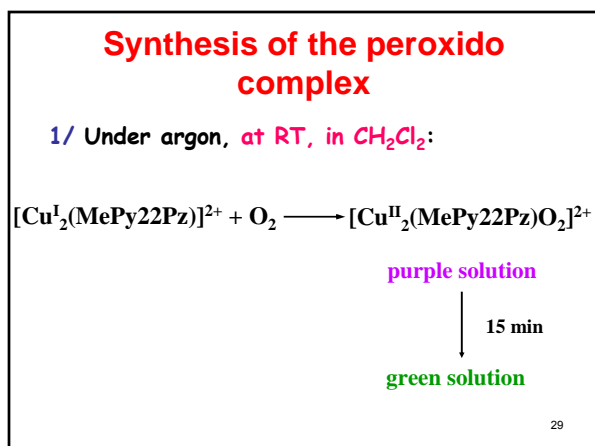 Synthesis of the peroxido
complex
1/ Under argon, at RT, in CH₂Cl₂:
[Cuᴵ₂(MePy22Pz)]²⁺ + O₂ ⟶ [Cuᴵᴵ₂(MePy22Pz)O₂]²⁺
purple solution
15 min
green solution
29